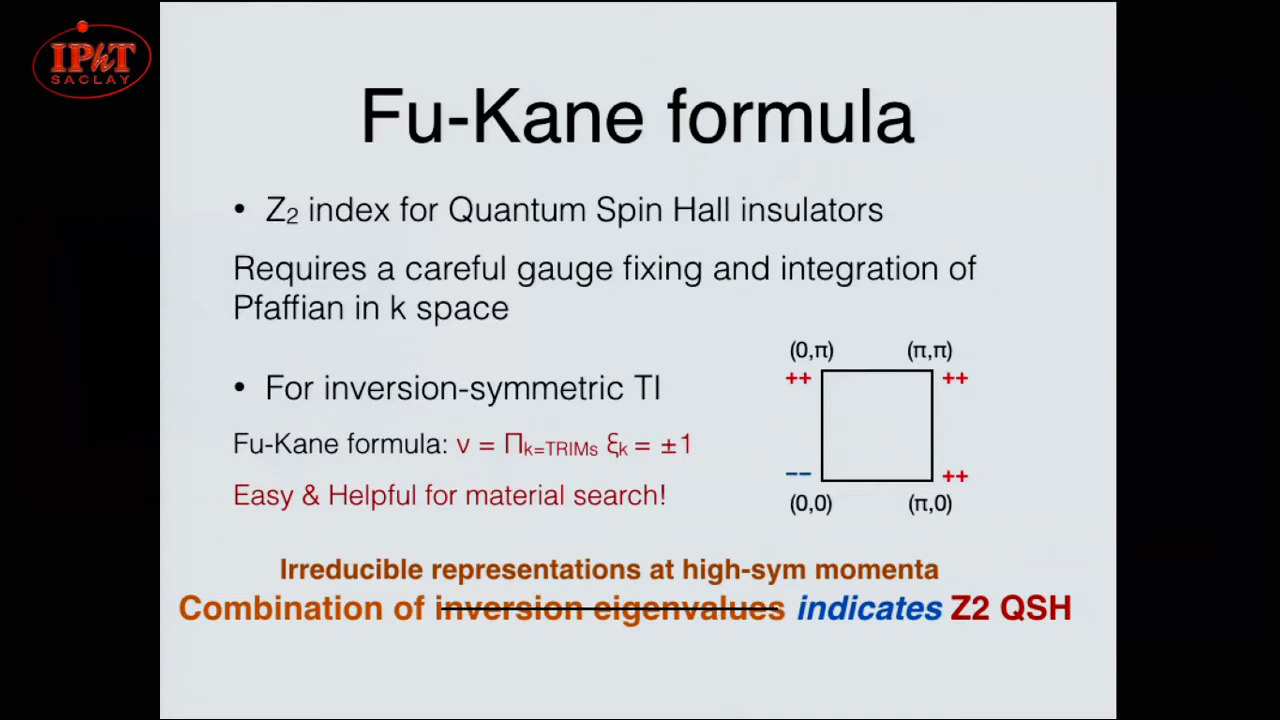 IPhT
SACLAY
Fu-Kane formula
• Z₂ index for Quantum Spin Hall insulators
Requires a careful gauge fixing and integration of
Pfaffian in k space
(0,π) (π,π)
++ ++
• For inversion-symmetric TI
Fu-Kane formula: ν = Πk=TRIMs ξk = ±1
−− ++
Easy & Helpful for material search!
(0,0) (π,0)
Irreducible representations at high-sym momenta
Combination of inversion eigenvalues indicates Z2 QSH